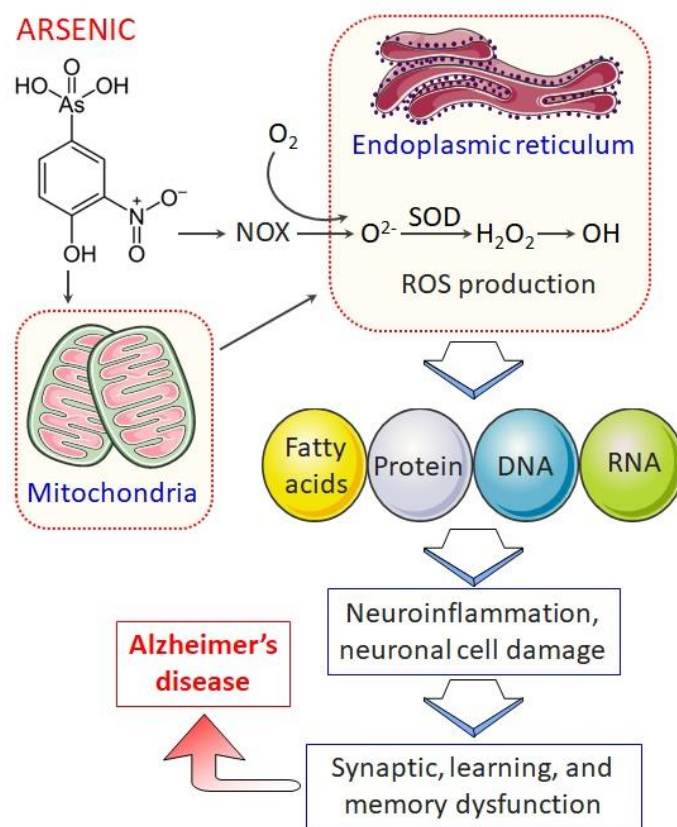 ARSENIC
O
HO
OH
As
O
N
+
O⁻
O
OH
O₂
NOX
Endoplasmic reticulum
O²⁻
SOD
H₂O₂
OH
ROS production
Mitochondria
Fatty
acids
Protein
DNA
RNA
Neuroinflammation,
neuronal cell damage
Alzheimer's
disease
Synaptic, learning, and
memory dysfunction